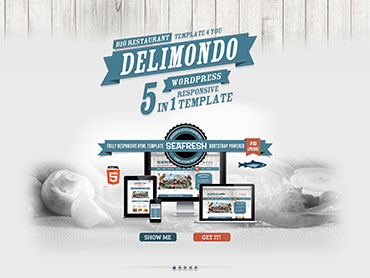 BIG RESTAURANT TEMPLATE 4 YOU
DELIMONDO
5 WORDPRESS
RESPONSIVE
IN 1 TEMPLATE
FULLY RESPONSIVE HTML TEMPLATE SEAFRESH BOOTSTRAP POWERED
5
SHOW ME GET IT!